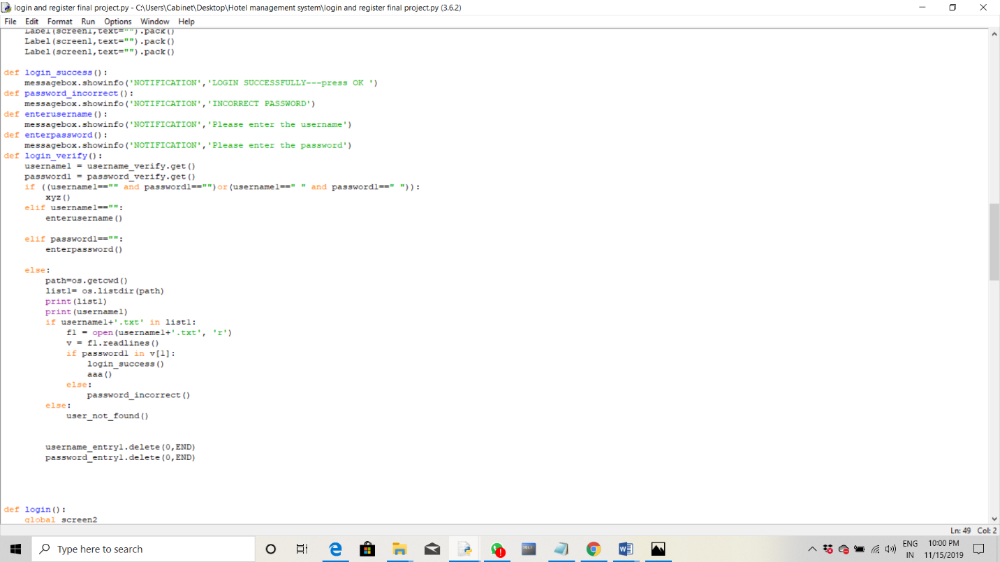 login and register final project.py - C:\Users\Cabinet\Desktop\Hotel management system\login and register final project.py (3.6.2)
File Edit Format Run Options Window Help
    Label(screen1,text="").pack()
    Label(screen1,text="").pack()
    Label(screen1,text="").pack()
def login_success():
    messagebox.showinfo('NOTIFICATION','LOGIN SUCCESSFULLY---press OK ')
def password_incorrect():
    messagebox.showinfo('NOTIFICATION','INCORRECT PASSWORD')
def enterusername():
    messagebox.showinfo('NOTIFICATION','Please enter the username')
def enterpassword():
    messagebox.showinfo('NOTIFICATION','Please enter the password')
def login_verify():
    username1 = username_verify.get()
    password1 = password_verify.get()
    if ((username1=="" and password1=="")or(username1==" " and password1==" ")):
        xyz()
    elif username1=="":
        enterusername()
    elif password1=="":
        enterpassword()
    else:
        path=os.getcwd()
        list1= os.listdir(path)
        print(list1)
        print(username1)
        if username1+'.txt' in list1:
            f1 = open(username1+'.txt', 'r')
            v = f1.readlines()
            if password1 in v[1]:
                login_success()
                aaa()
            else:
                password_incorrect()
        else:
            user_not_found()
        username_entry1.delete(0,END)
        password_entry1.delete(0,END)
def login():
    global screen2
Ln: 49 Col: 2
Type here to search
ENG
IN
10:00 PM
11/15/2019